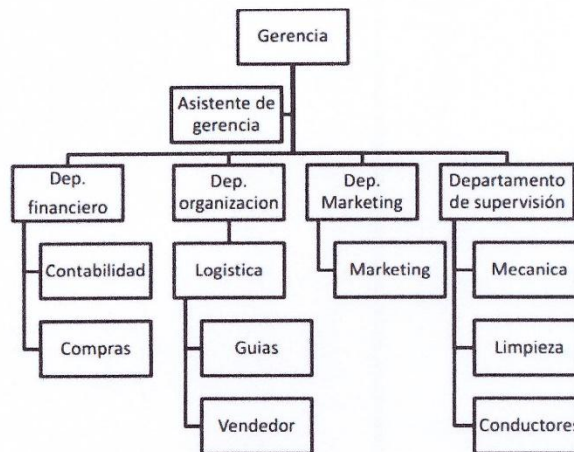 Gerencia
Asistente de
gerencia
Dep.
financiero
Dep.
organizacion
Dep.
Marketing
Departamento
de supervisión
Contabilidad
Logistica
Marketing
Mecanica
Compras
Guias
Limpieza
Vendedor
Conductores